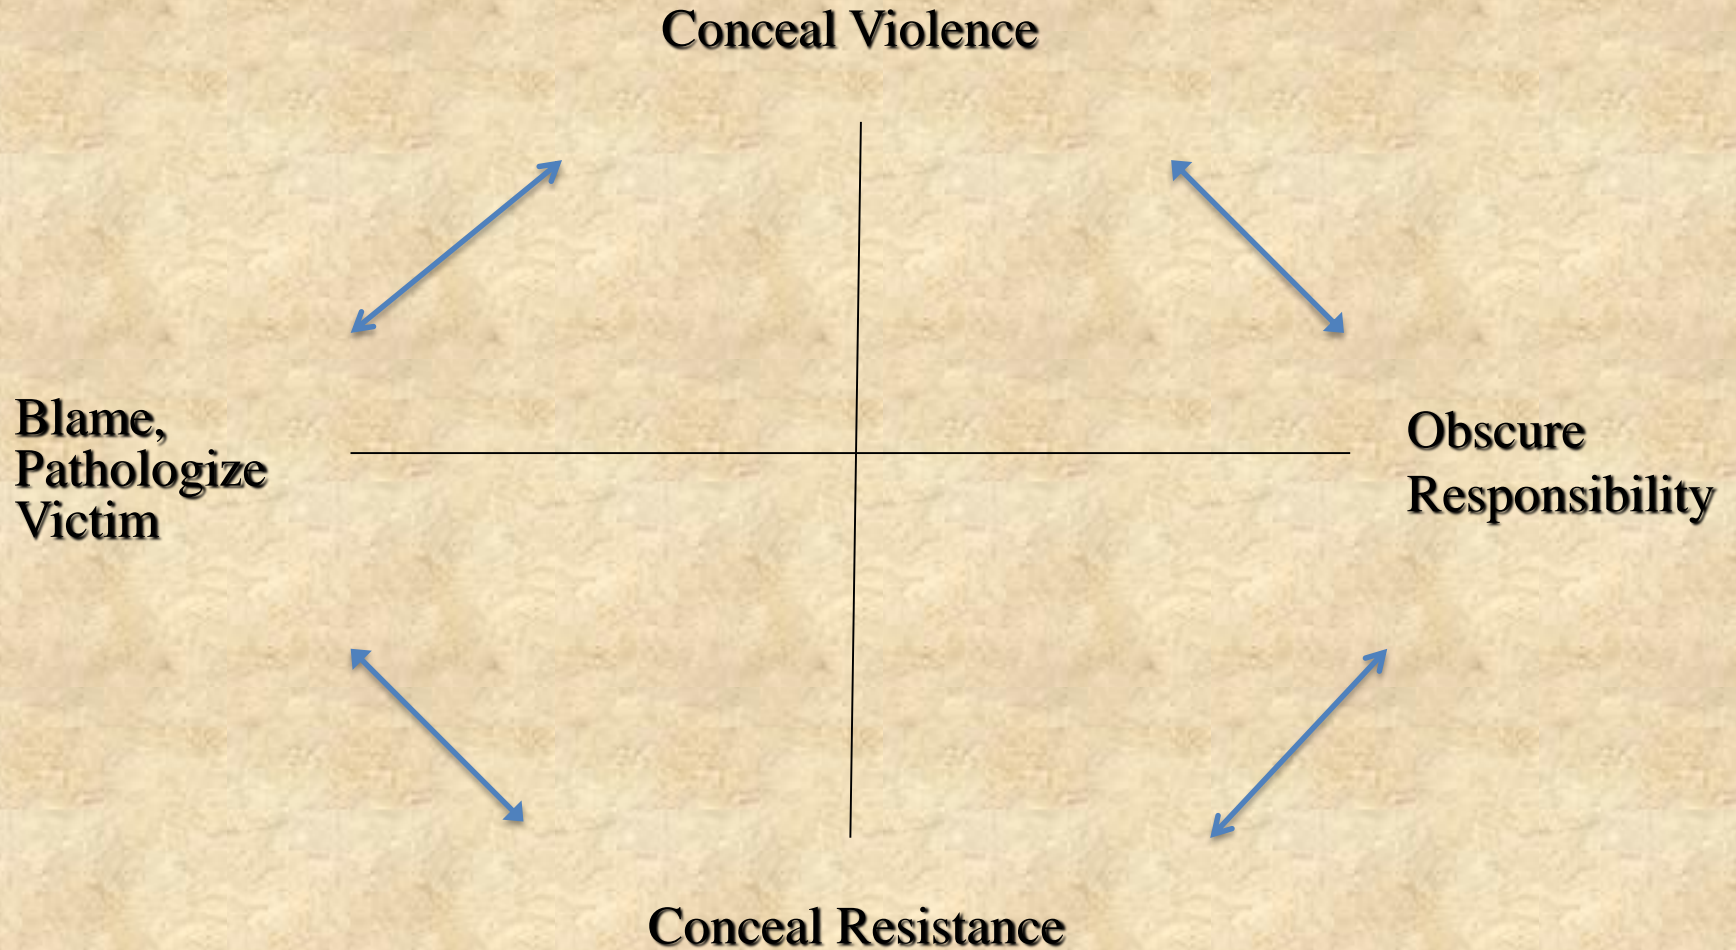 Conceal Violence
Blame,
Pathologize
Victim
Obscure
Responsibility
Conceal Resistance